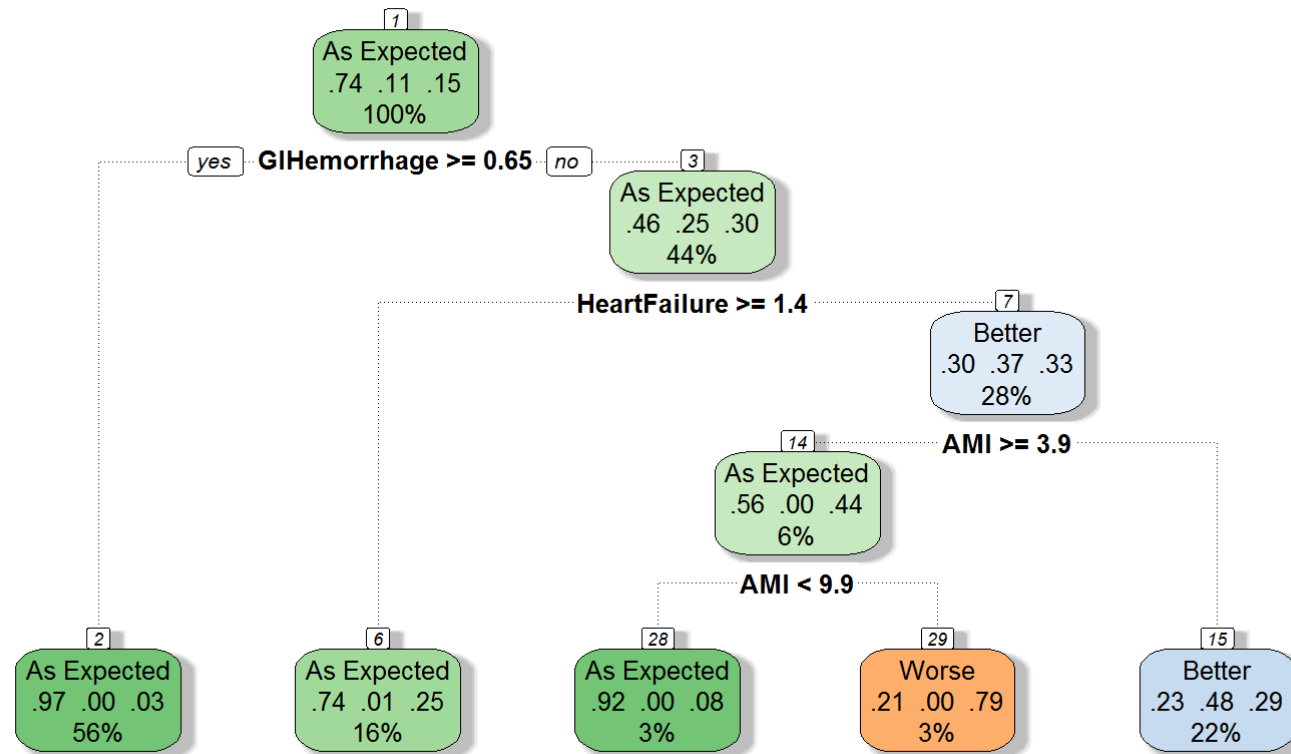 1
As Expected
.74 .11 .15
100%
yes GIHemorrhage >= 0.65 no
3
As Expected
.46 .25 .30
44%
HeartFailure >= 1.4
7
Better
.30 .37 .33
28%
AMI >= 3.9
14
As Expected
.56 .00 .44
6%
AMI < 9.9
2
As Expected
.97 .00 .03
56%
6
As Expected
.74 .01 .25
16%
28
As Expected
.92 .00 .08
3%
29
Worse
.21 .00 .79
3%
15
Better
.23 .48 .29
22%